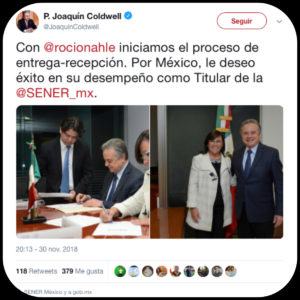 P. Joaquín Coldwell
@JoaquinColdwell
Seguir
Con @rocionahle iniciamos el proceso de
entrega-recepción. Por México, le deseo
éxito en su desempeño como Titular de la
@SENER_mx.
20:13 - 30 nov. 2018
118 Retweets 379 Me gusta
SENER México y a gob.mx